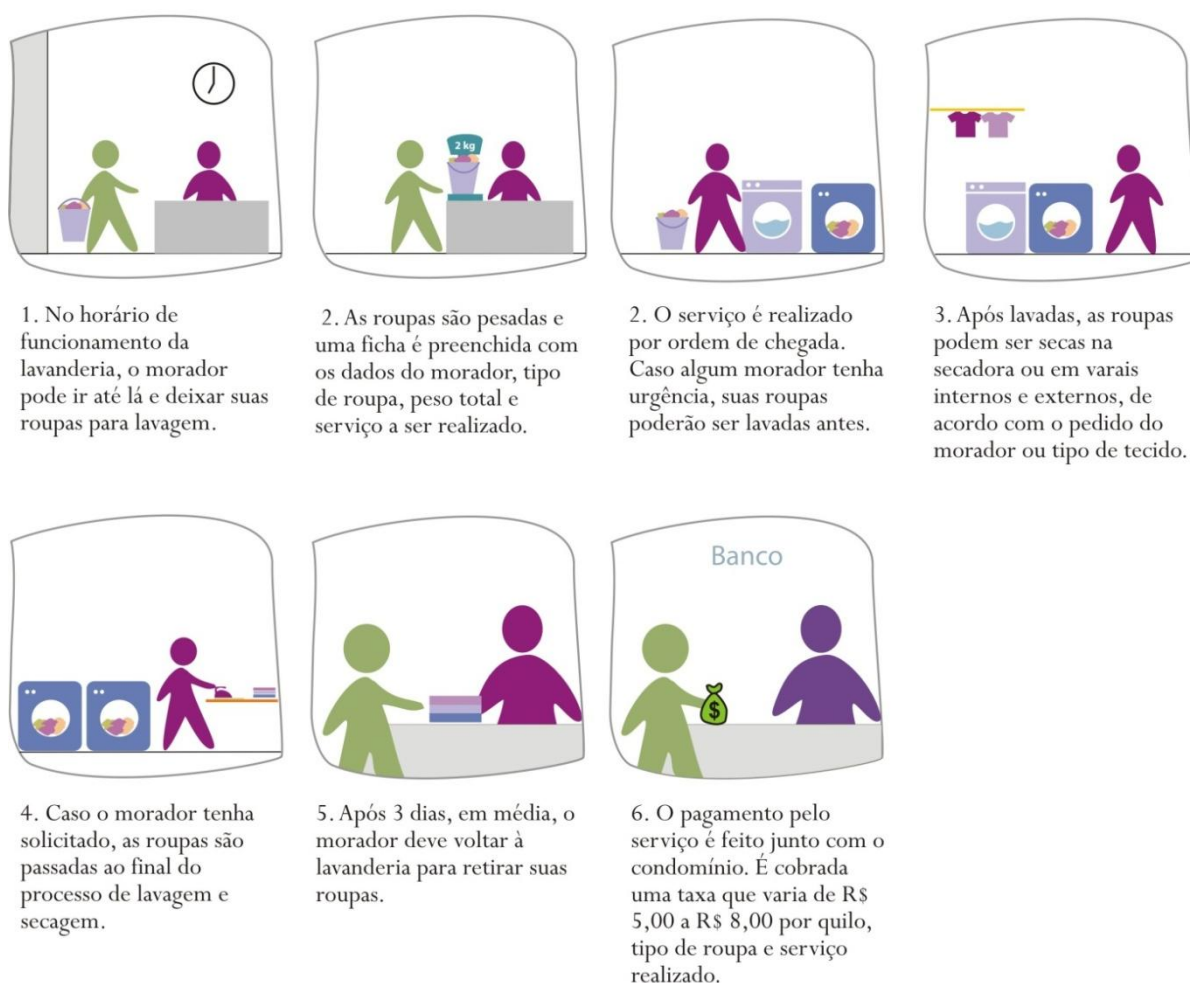 2 kg
1. No horário de
funcionamento da
lavanderia, o morador
pode ir até lá e deixar suas
roupas para lavagem.
2. As roupas são pesadas e
uma ficha é preenchida com
os dados do morador, tipo
de roupa, peso total e
serviço a ser realizado.
2. O serviço é realizado
por ordem de chegada.
Caso algum morador tenha
urgência, suas roupas
poderão ser lavadas antes.
3. Após lavadas, as roupas
podem ser secas na
secadora ou em varais
internos e externos, de
acordo com o pedido do
morador ou tipo de tecido.
4. Caso o morador tenha
solicitado, as roupas são
passadas ao final do
processo de lavagem e
secagem.
5. Após 3 dias, em média, o
morador deve voltar à
lavanderia para retirar suas
roupas.
Banco
$
6. O pagamento pelo
serviço é feito junto com o
condomínio. É cobrada
uma taxa que varia de R$
5,00 a R$ 8,00 por quilo,
tipo de roupa e serviço
realizado.